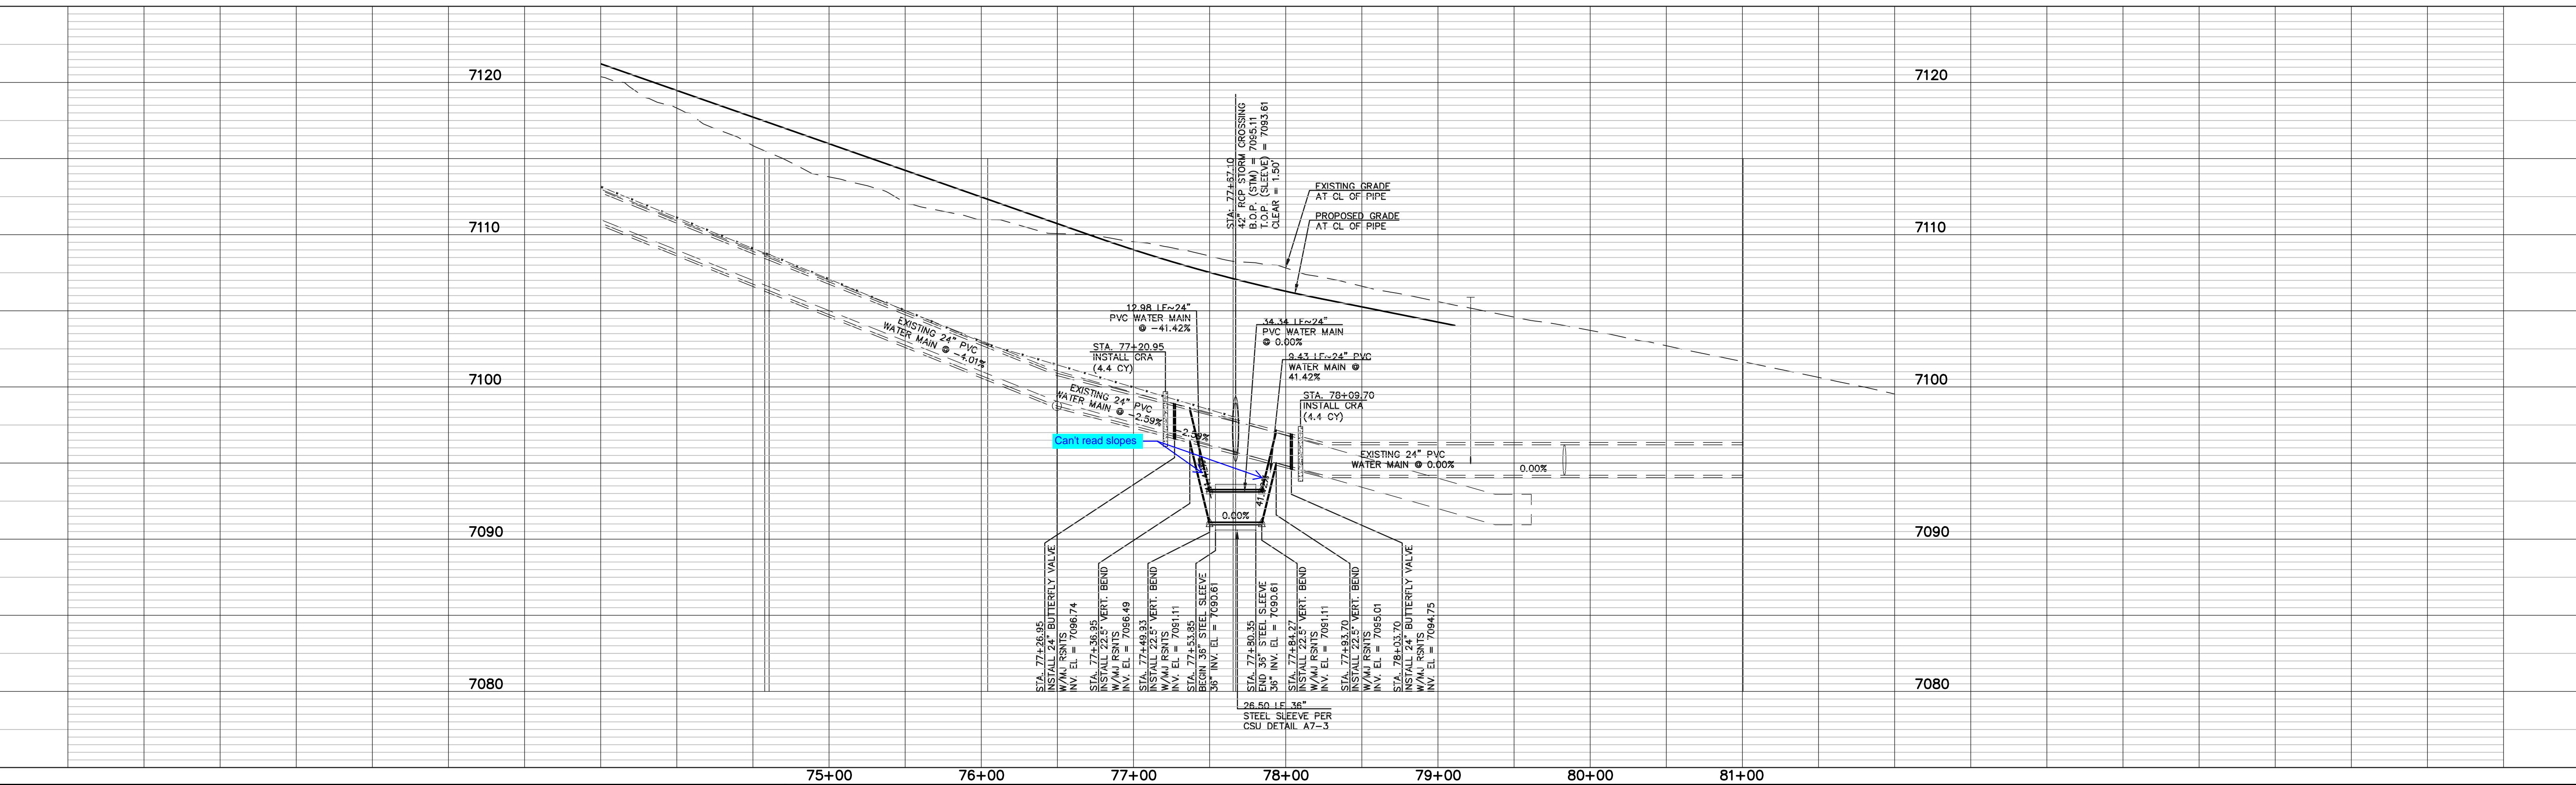 7120
7110
7100
7090
7080
7120
7110
7100
7090
7080
STA: 77+67.10
42" RCP STORM CROSSING
B.O.P. (STM) = 7095.11
T.O.P. (SLEEVE) = 7093.61
CLEAR = 1.50'
EXISTING GRADE
AT CL OF PIPE
PROPOSED GRADE
AT CL OF PIPE
12.98 LF~24"
PVC WATER MAIN
@ -41.42%
34.34 LF~24"
PVC WATER MAIN
@ 0.00%
9.43 LF~24" PVC
WATER MAIN @
41.42%
STA. 77+20.95
INSTALL CRA
(4.4 CY)
STA. 78+09.70
INSTALL CRA
(4.4 CY)
EXISTING 24" PVC
WATER MAIN @ -4.01%
EXISTING 24" PVC
WATER MAIN @ -2.59%
EXISTING 24" PVC
WATER MAIN @ 0.00%
0.00%
Can't read slopes
0.00%
STA. 77+26.95
INSTALL 24" BUTTERFLY VALVE
W/MJ RSNTS
INV. EL = 7096.74
STA. 77+36.95
INSTALL 22.5° VERT. BEND
W/MJ RSNTS
INV. EL = 7096.49
STA. 77+49.93
INSTALL 22.5° VERT. BEND
W/MJ RSNTS
INV. EL = 7091.11
STA. 77+53.85
BEGIN 36" STEEL SLEEVE
36" INV. EL = 7090.61
STA. 77+80.35
END 36" STEEL SLEEVE
36" INV. EL = 7090.61
STA. 77+84.27
INSTALL 22.5° VERT. BEND
W/MJ RSNTS
INV. EL = 7091.11
STA. 77+93.70
INSTALL 22.5° VERT. BEND
W/MJ RSNTS
INV. EL = 7095.01
STA. 78+03.70
INSTALL 24" BUTTERFLY VALVE
W/MJ RSNTS
INV. EL = 7094.75
26.50 LF 36"
STEEL SLEEVE PER
CSU DETAIL A7-3
75+00
76+00
77+00
78+00
79+00
80+00
81+00